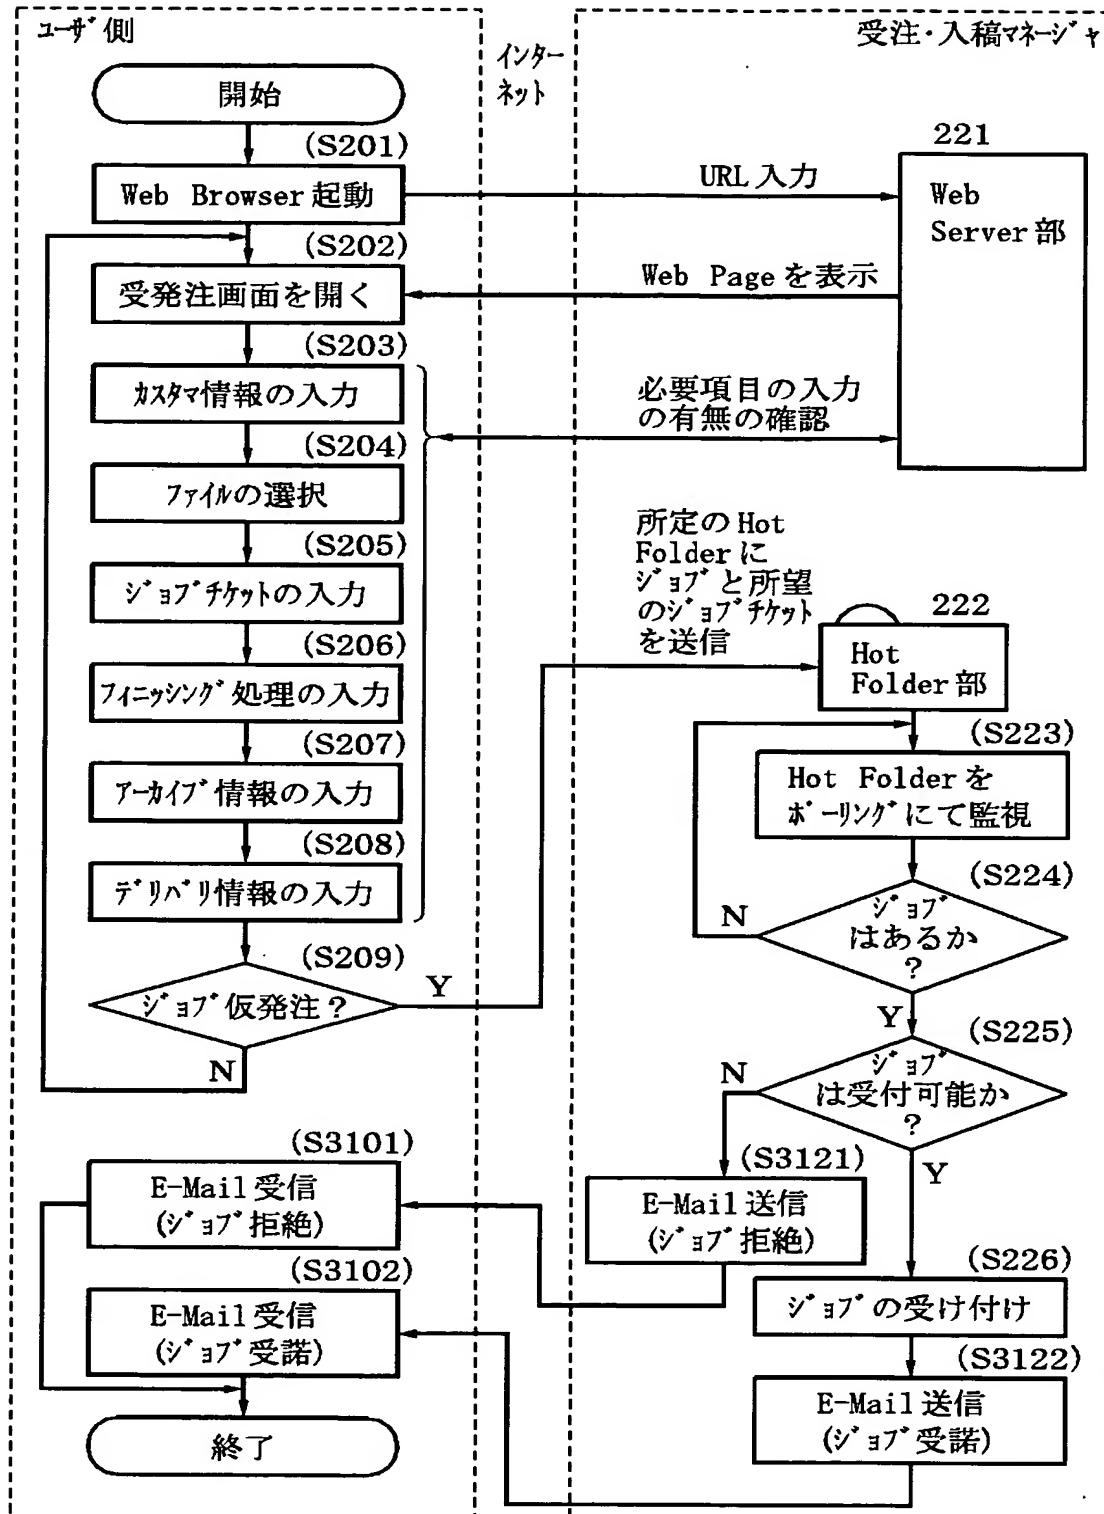 ﾕｰｻﾞ側
インター
ネット
受注・入稿ﾏﾈｰｼﾞｬ
開始
(S201)
Web Browser起動
URL入力
221
Web
Server部
(S202)
受発注画面を開く
Web Pageを表示
(S203)
ｶｽﾀﾏ情報の入力
必要項目の入力
の有無の確認
(S204)
ﾌｧｲﾙの選択
(S205)
ｼﾞｮﾌﾞﾁｹｯﾄの入力
所定のHot
Folderに
ｼﾞｮﾌﾞと所望
のｼﾞｮﾌﾞﾁｹｯﾄ
を送信
222
Hot
Folder部
(S206)
ﾌｨﾆｯｼﾝｸﾞ処理の入力
(S207)
ｱｰｶｲﾌﾞ情報の入力
(S208)
ﾃﾞﾘﾊﾞﾘ情報の入力
(S209)
ｼﾞｮﾌﾞ仮発注？
Y
N
(S223)
Hot Folderを
ﾎﾟｰﾘﾝｸﾞにて監視
(S224)
ｼﾞｮﾌﾞ
はあるか
？
N
Y
(S225)
ｼﾞｮﾌﾞ
は受付可能か
？
N
Y
(S3101)
E-Mail受信
(ｼﾞｮﾌﾞ拒絶)
(S3121)
E-Mail送信
(ｼﾞｮﾌﾞ拒絶)
(S226)
ｼﾞｮﾌﾞの受け付け
(S3102)
E-Mail受信
(ｼﾞｮﾌﾞ受諾)
(S3122)
E-Mail送信
(ｼﾞｮﾌﾞ受諾)
終了